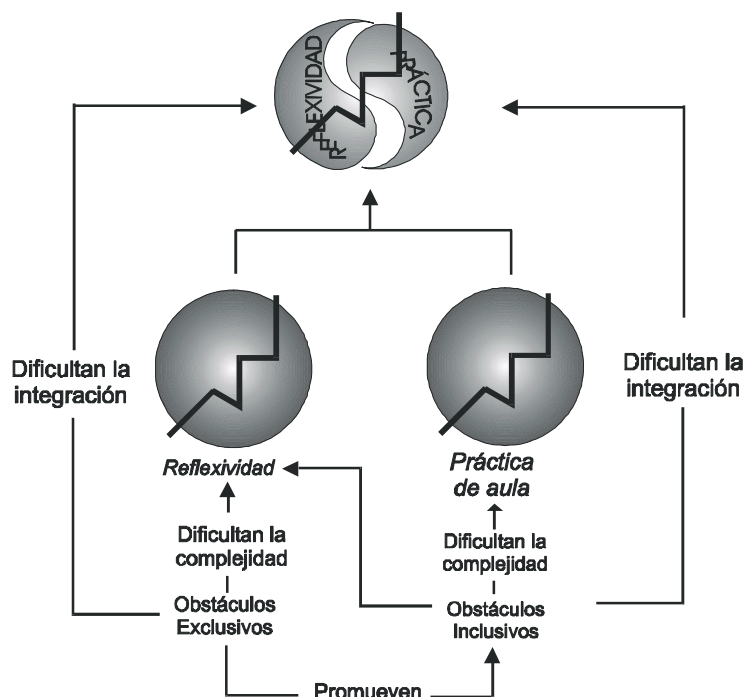 REFLEXIVIDAD
PRÁCTICA
Dificultan la
integración
Dificultan la
integración
Reflexividad
Práctica
de aula
Dificultan la
complejidad
Dificultan la
complejidad
Obstáculos
Exclusivos
Obstáculos
Inclusivos
Promueven